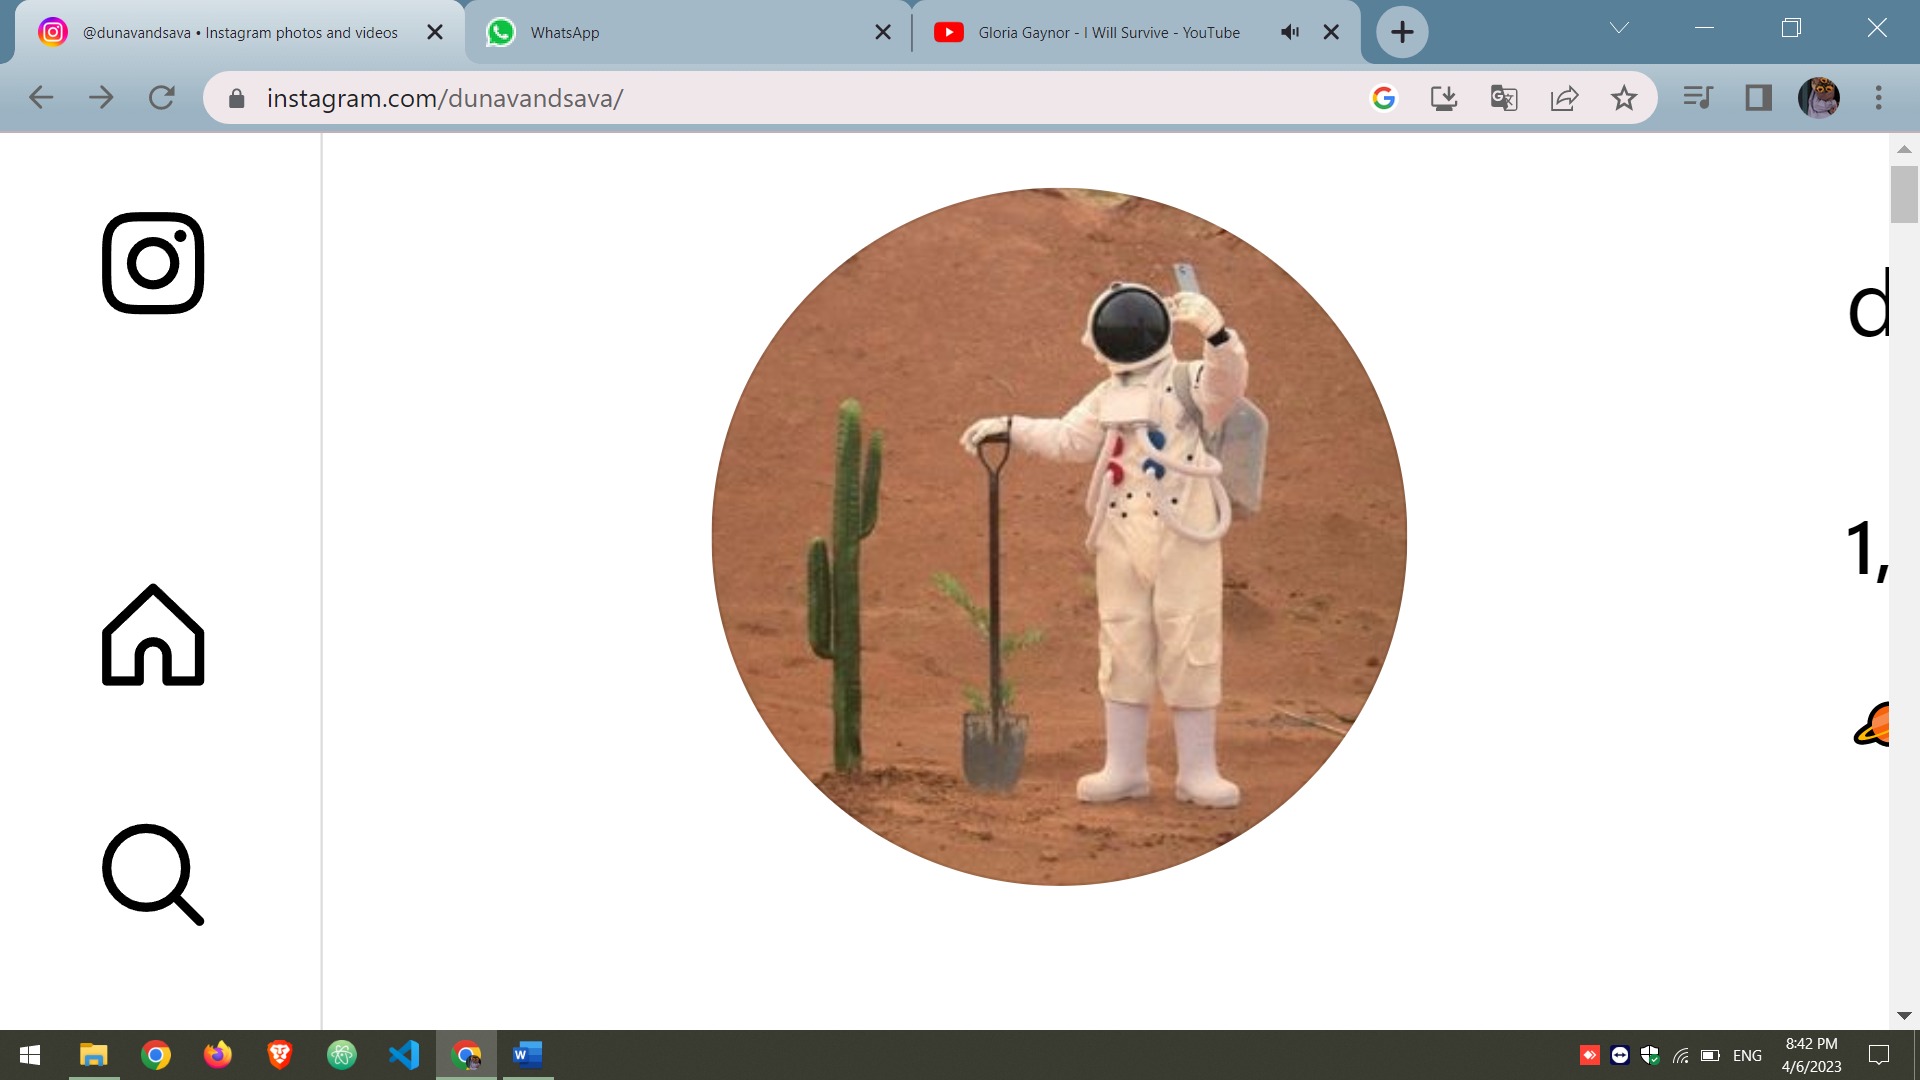 @dunavandsava • Instagram photos and videos
WhatsApp
Gloria Gaynor - I Will Survive - YouTube
instagram.com/dunavandsava/
d
1,
ENG
8:42 PM
4/6/2023